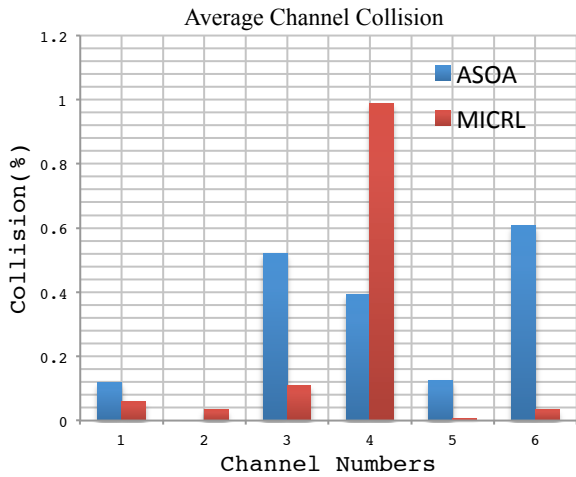 Average Channel Collision
1.2
1
0.8
0.6
0.4
0.2
0
Collision(%)
ASOA
MICRL
1 2 3 4 5 6
Channel Numbers